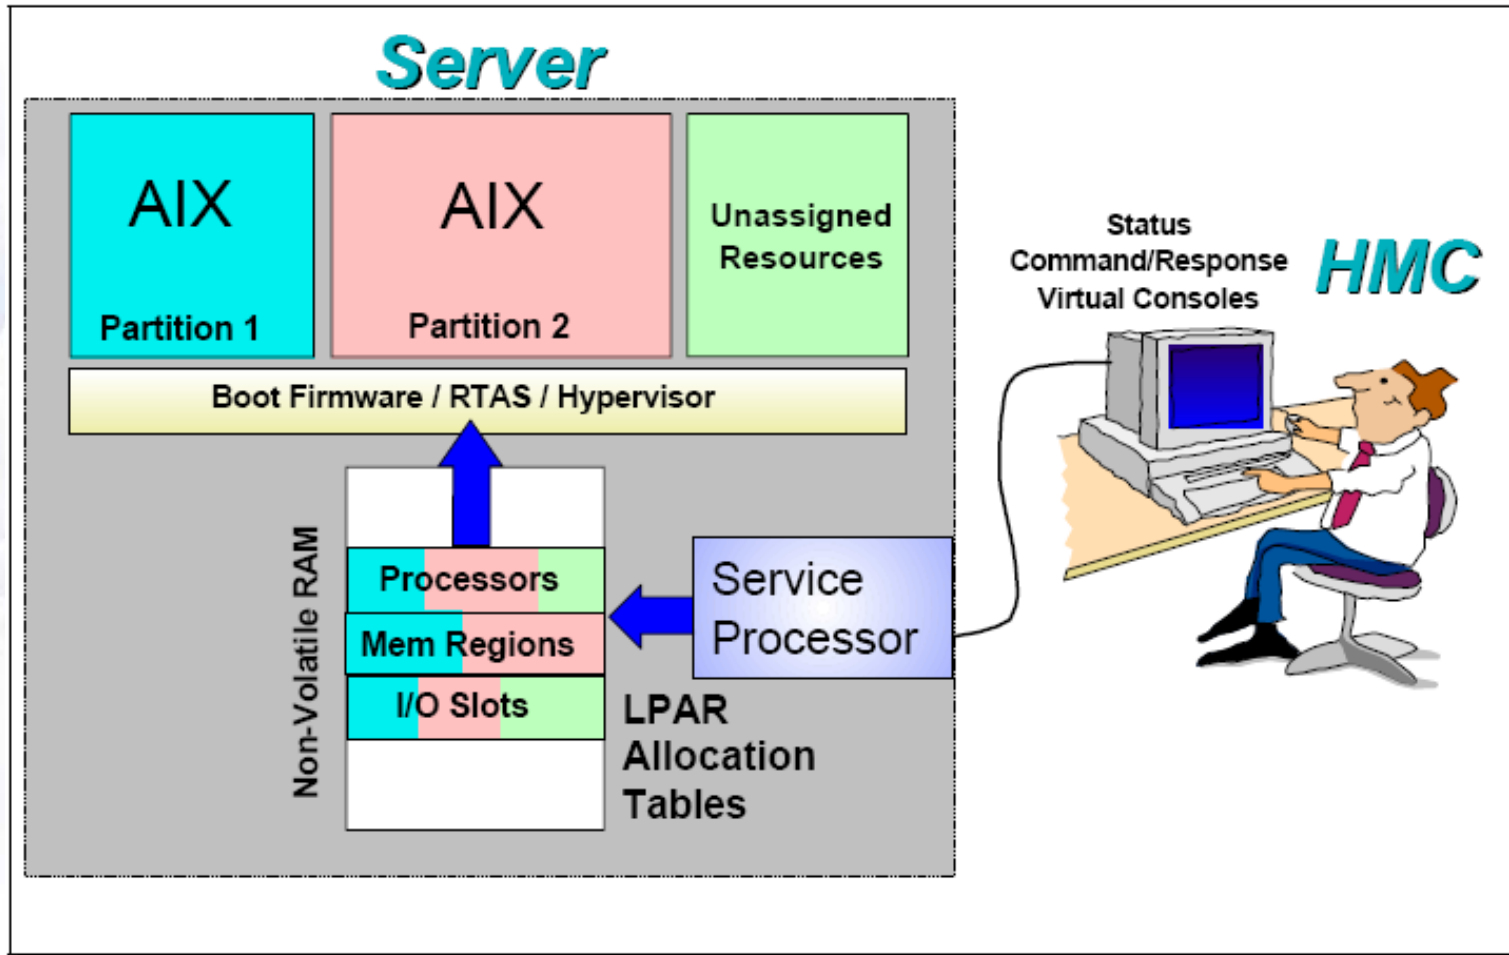 Server
AIX
Partition 1
AIX
Partition 2
Unassigned
Resources
Boot Firmware / RTAS / Hypervisor
Non-Volatile RAM
Processors
Mem Regions
I/O Slots
LPAR
Allocation
Tables
Service
Processor
Status
Command/Response
Virtual Consoles
HMC